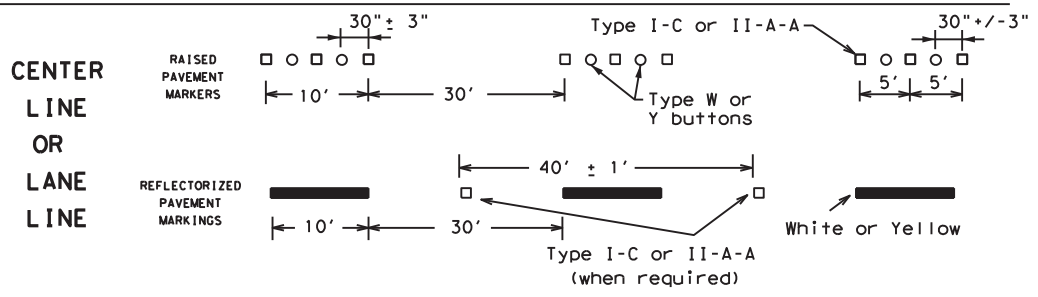 CENTER
LINE
OR
LANE
LINE
RAISED
PAVEMENT
MARKERS
30"± 3"
10'
30'
Type I-C or II-A-A
Type W or
Y buttons
30"+/-3"
5' 5'
REFLECTORIZED
PAVEMENT
MARKINGS
40' ± 1'
10'
30'
Type I-C or II-A-A
(when required)
White or Yellow